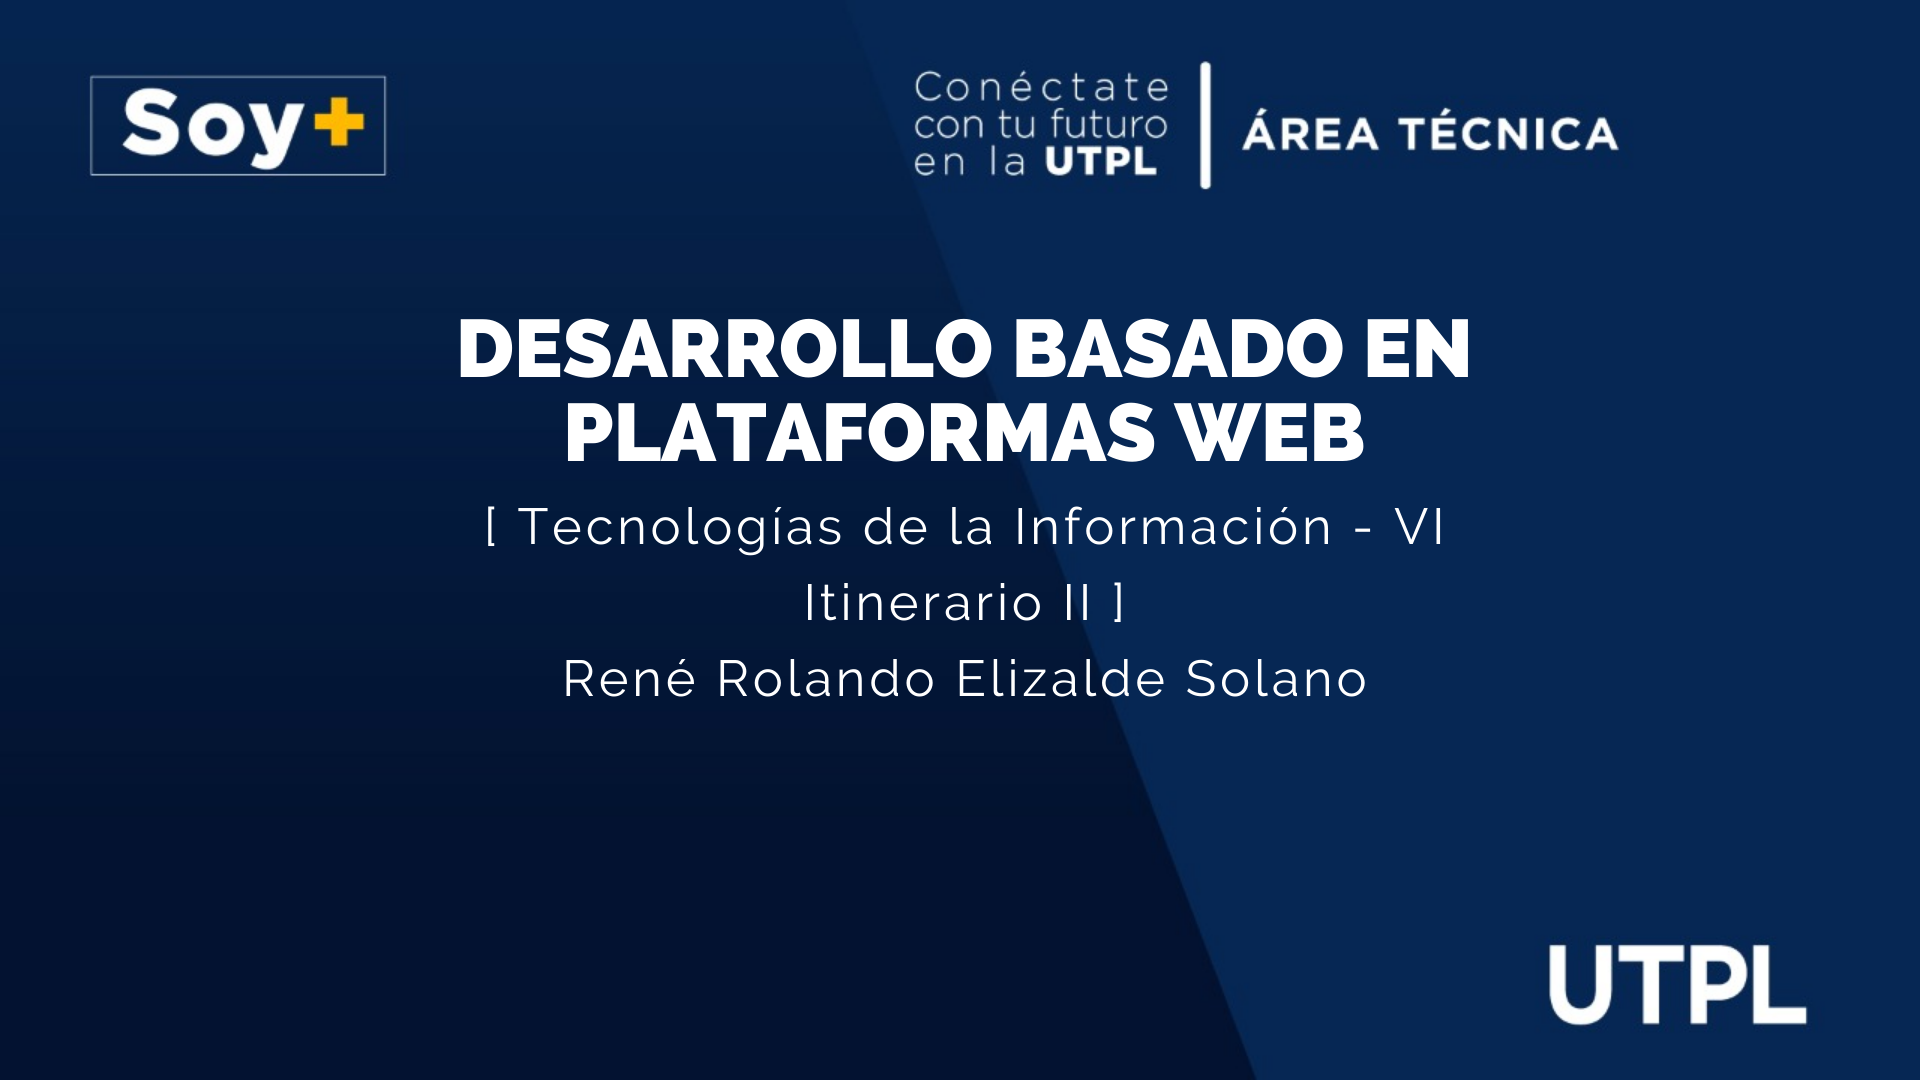 Soy+
Conéctate
con tu futuro
en la UTPL
ÁREA TÉCNICA
DESARROLLO BASADO EN
PLATAFORMAS WEB
[ Tecnologías de la Información - VI
Itinerario II ]
René Rolando Elizalde Solano
UTPL